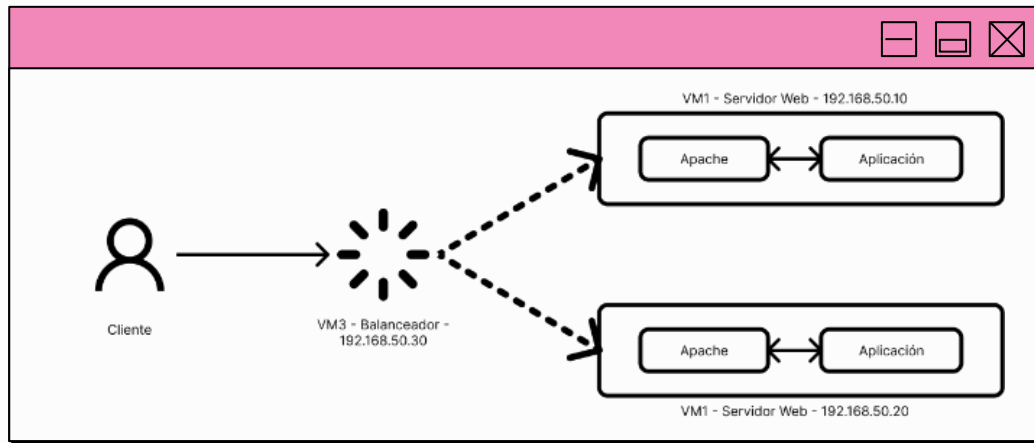 VM1 - Servidor Web - 192.168.50.10
Apache
Aplicación
Cliente
VM3 - Balanceador -
192.168.50.30
Apache
Aplicación
VM1 - Servidor Web - 192.168.50.20